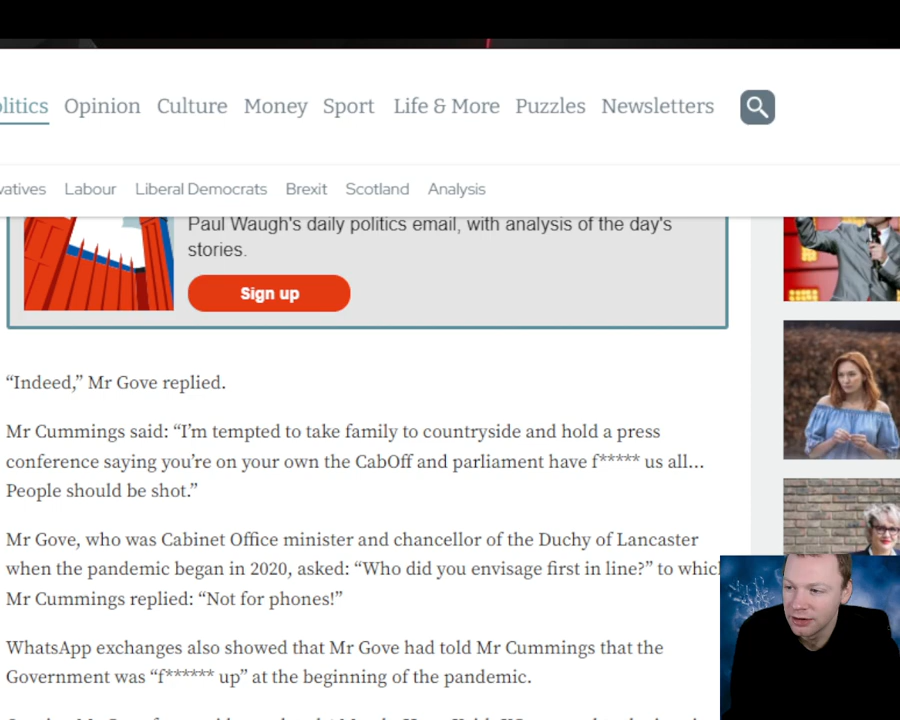 olitics Opinion Culture Money Sport Life & More Puzzles Newsletters
vatives Labour Liberal Democrats Brexit Scotland Analysis
Paul Waugh's daily politics email, with analysis of the day's
stories.
Sign up
“Indeed,” Mr Gove replied.
Mr Cummings said: “I’m tempted to take family to countryside and hold a press
conference saying you’re on your own the CabOff and parliament have f***** us all…
People should be shot.”
Mr Gove, who was Cabinet Office minister and chancellor of the Duchy of Lancaster
when the pandemic began in 2020, asked: “Who did you envisage first in line?” to which
Mr Cummings replied: “Not for phones!”
WhatsApp exchanges also showed that Mr Gove had told Mr Cummings that the
Government was “f****** up” at the beginning of the pandemic.